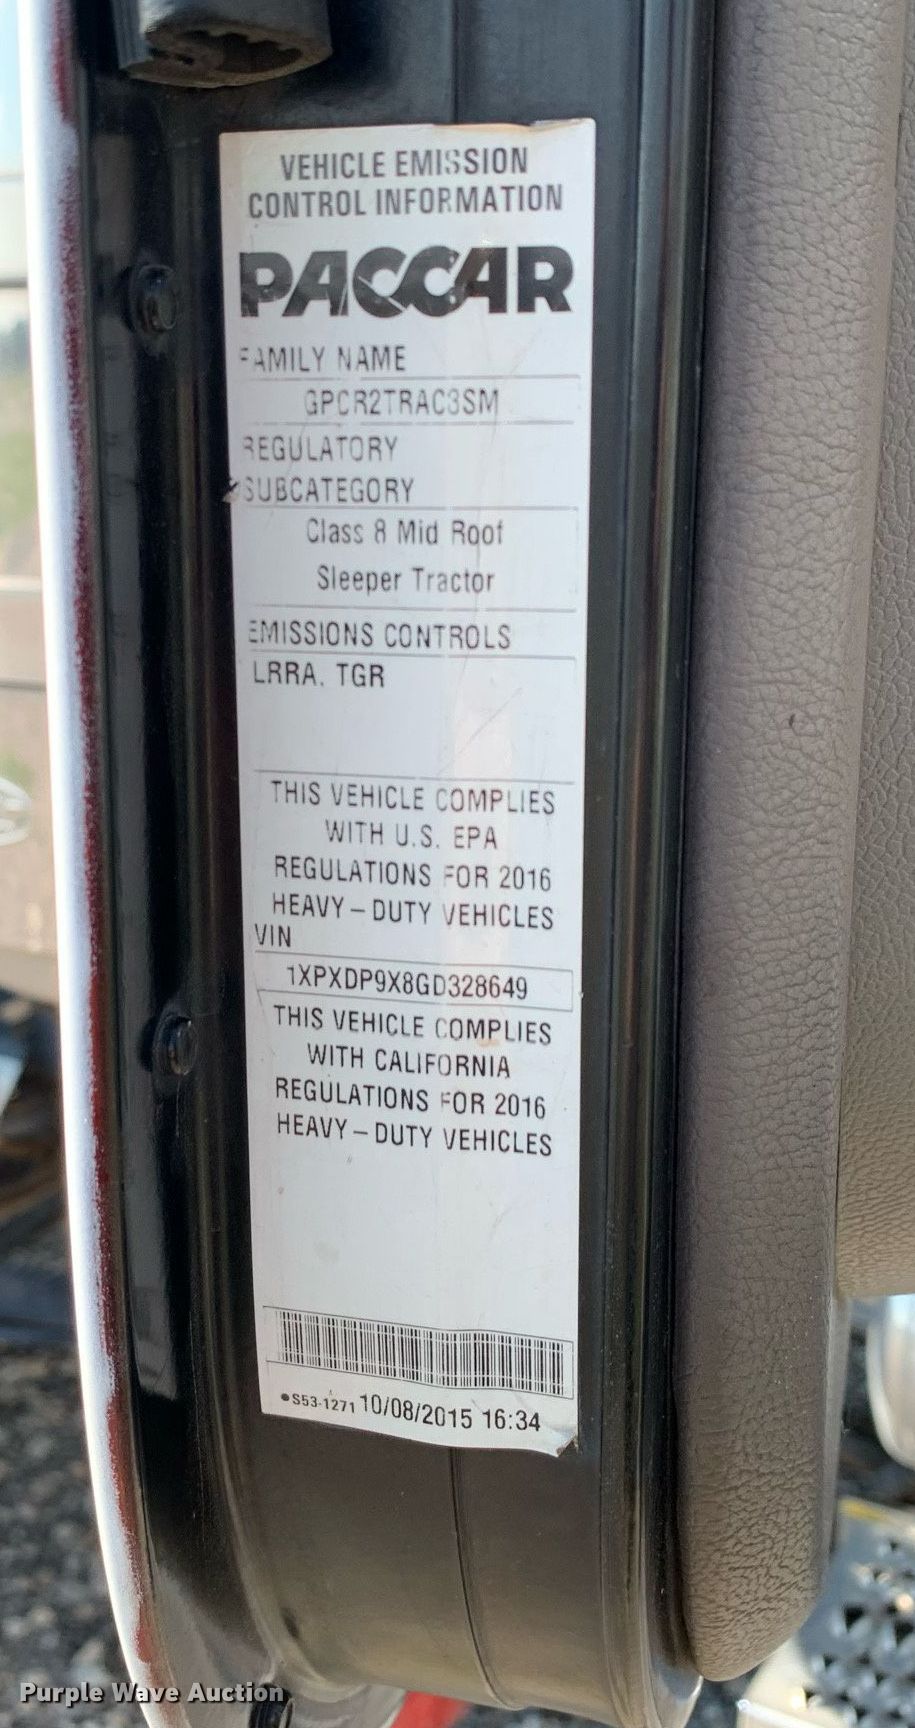 VEHICLE EMISSION
CONTROL INFORMATION
PACCAR
FAMILY NAME
GPCR2TRAC3SM
REGULATORY
SUBCATEGORY
Class 8 Mid Roof
Sleeper Tractor
EMISSIONS CONTROLS
LRRA. TGR
THIS VEHICLE COMPLIES
WITH U.S. EPA
REGULATIONS FOR 2016
HEAVY-DUTY VEHICLES
VIN
1XPXDP9X8GD328649
THIS VEHICLE COMPLIES
WITH CALIFORNIA
REGULATIONS FOR 2016
HEAVY-DUTY VEHICLES
●S53-1271 10/08/2015 16:34
Purple Wave Auction